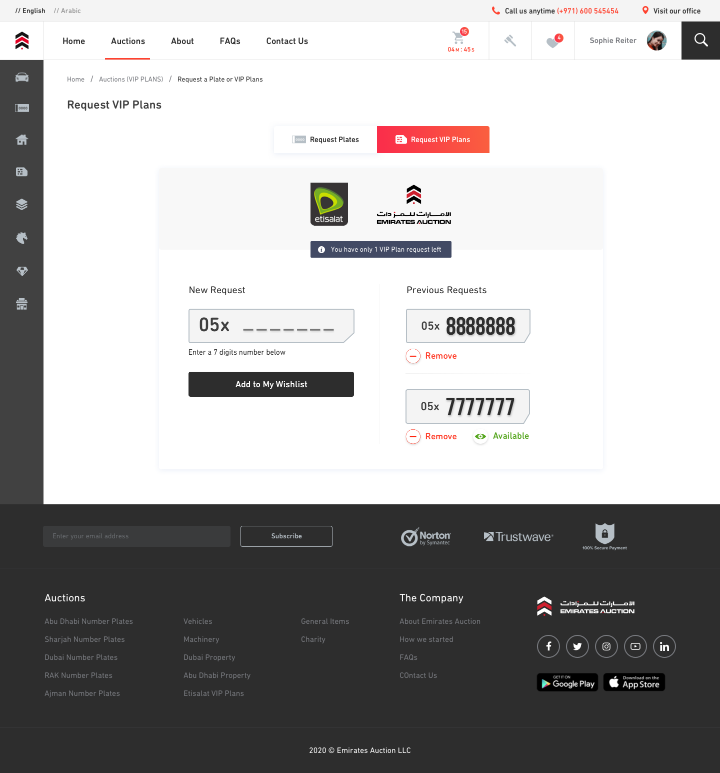 // English // Arabic
Call us anytime (+971) 600 545454
Visit our office
Home Auctions About FAQs Contact Us
15
04M : 45S
4
Sophie Reiter
Home / Auctions (VIP PLANS) / Request a Plate or VIP Plans
Request VIP Plans
Request Plates
Request VIP Plans
etisalat
الامارات للمزادات
EMIRATES AUCTION
You have only 1 VIP Plan request left
New Request
05x _ _ _ _ _ _ _
Enter a 7 digits number below
Add to My Wishlist
Previous Requests
05x 8888888
Remove
05x 7777777
Remove Available
Enter your email address
Subscribe
Norton
by Symantec
Trustwave
100% Secure Payment
Auctions
Abu Dhabi Number Plates
Sharjah Number Plates
Dubai Number Plates
RAK Number Plates
Ajman Number Plates
Vehicles
Machinery
Dubai Property
Abu Dhabi Property
Etisalat VIP Plans
General Items
Charity
The Company
About Emirates Auction
How we started
FAQs
COntact Us
الامارات للمزادات
EMIRATES AUCTION
GET IT ON
Google Play
Download on the
App Store
2020 © Emirates Auction LLC